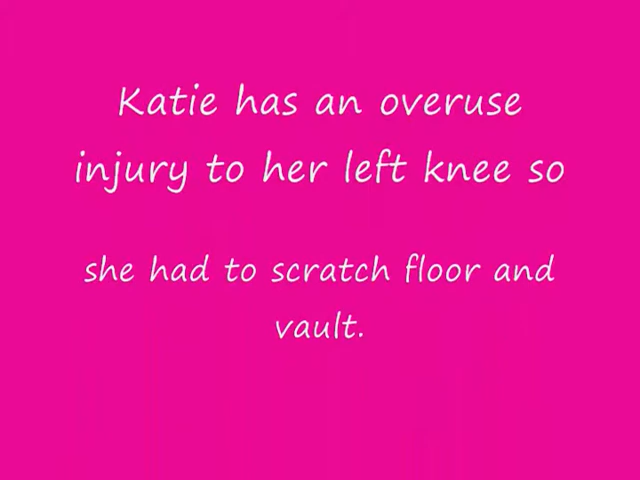 Katie has an overuse
injury to her left knee so
she had to scratch floor and
vault.